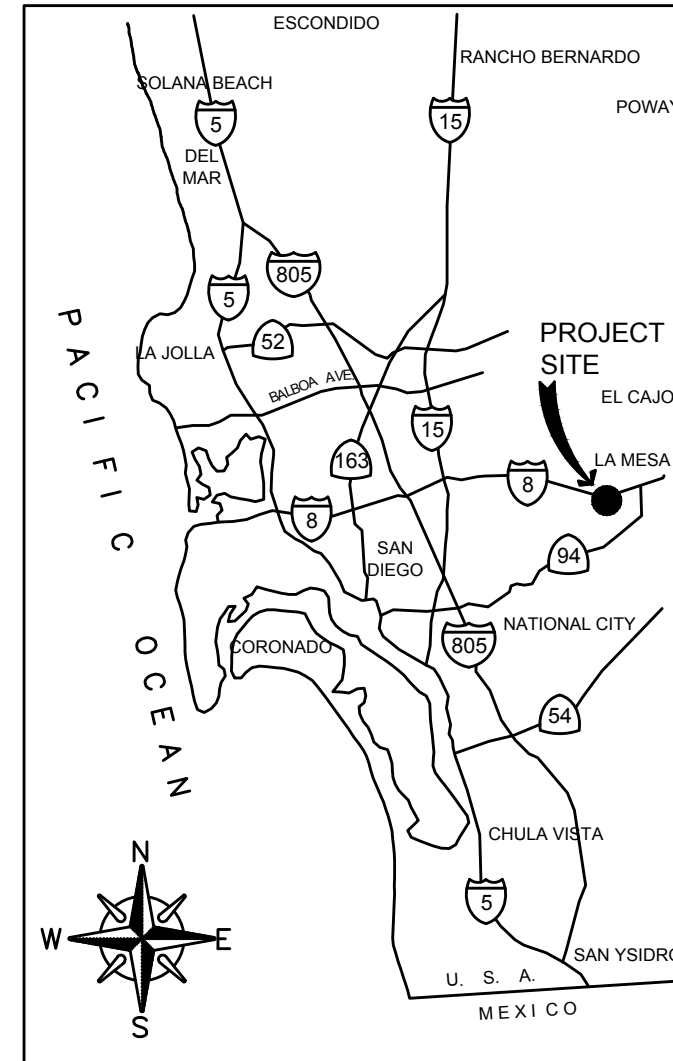 ESCONDIDO
RANCHO BERNARDO
SOLANA BEACH
POWAY
5
15
DEL
MAR
805
5
52
PROJECT
SITE
LA JOLLA
BALBOA AVE.
EL CAJO
15
163
LA MESA
8
8
PACIFIC
OCEAN
SAN
DIEGO
94
NATIONAL CITY
CORONADO
805
54
CHULA VISTA
N
W
E
S
5
SAN YSIDRO
U. S. A.
MEXICO